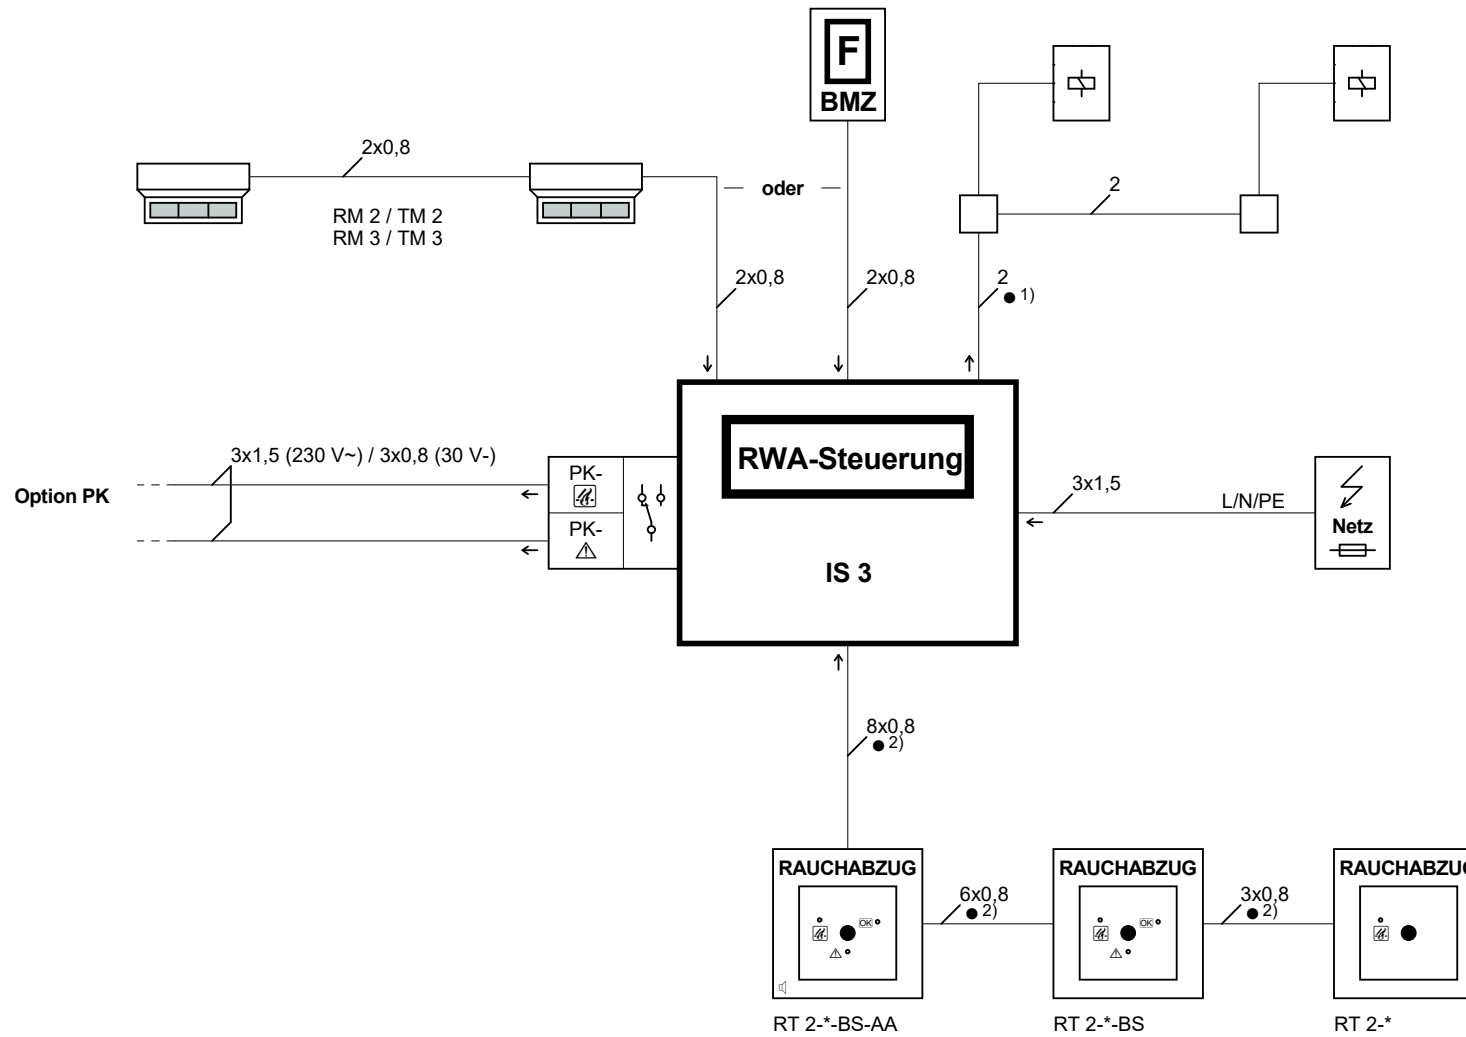 F
BMZ
2x0,8
oder
2
RM 2 / TM 2
RM 3 / TM 3
2x0,8
2x0,8
2
1)
3x1,5 (230 V~) / 3x0,8 (30 V-)
Option PK
PK-
PK-
RWA-Steuerung
IS 3
3x1,5
L/N/PE
Netz
8x0,8
2)
RAUCHABZUG
OK
6x0,8
2)
RAUCHABZUG
OK
3x0,8
2)
RAUCHABZUG
RT 2-*-BS-AA
RT 2-*-BS
RT 2-*